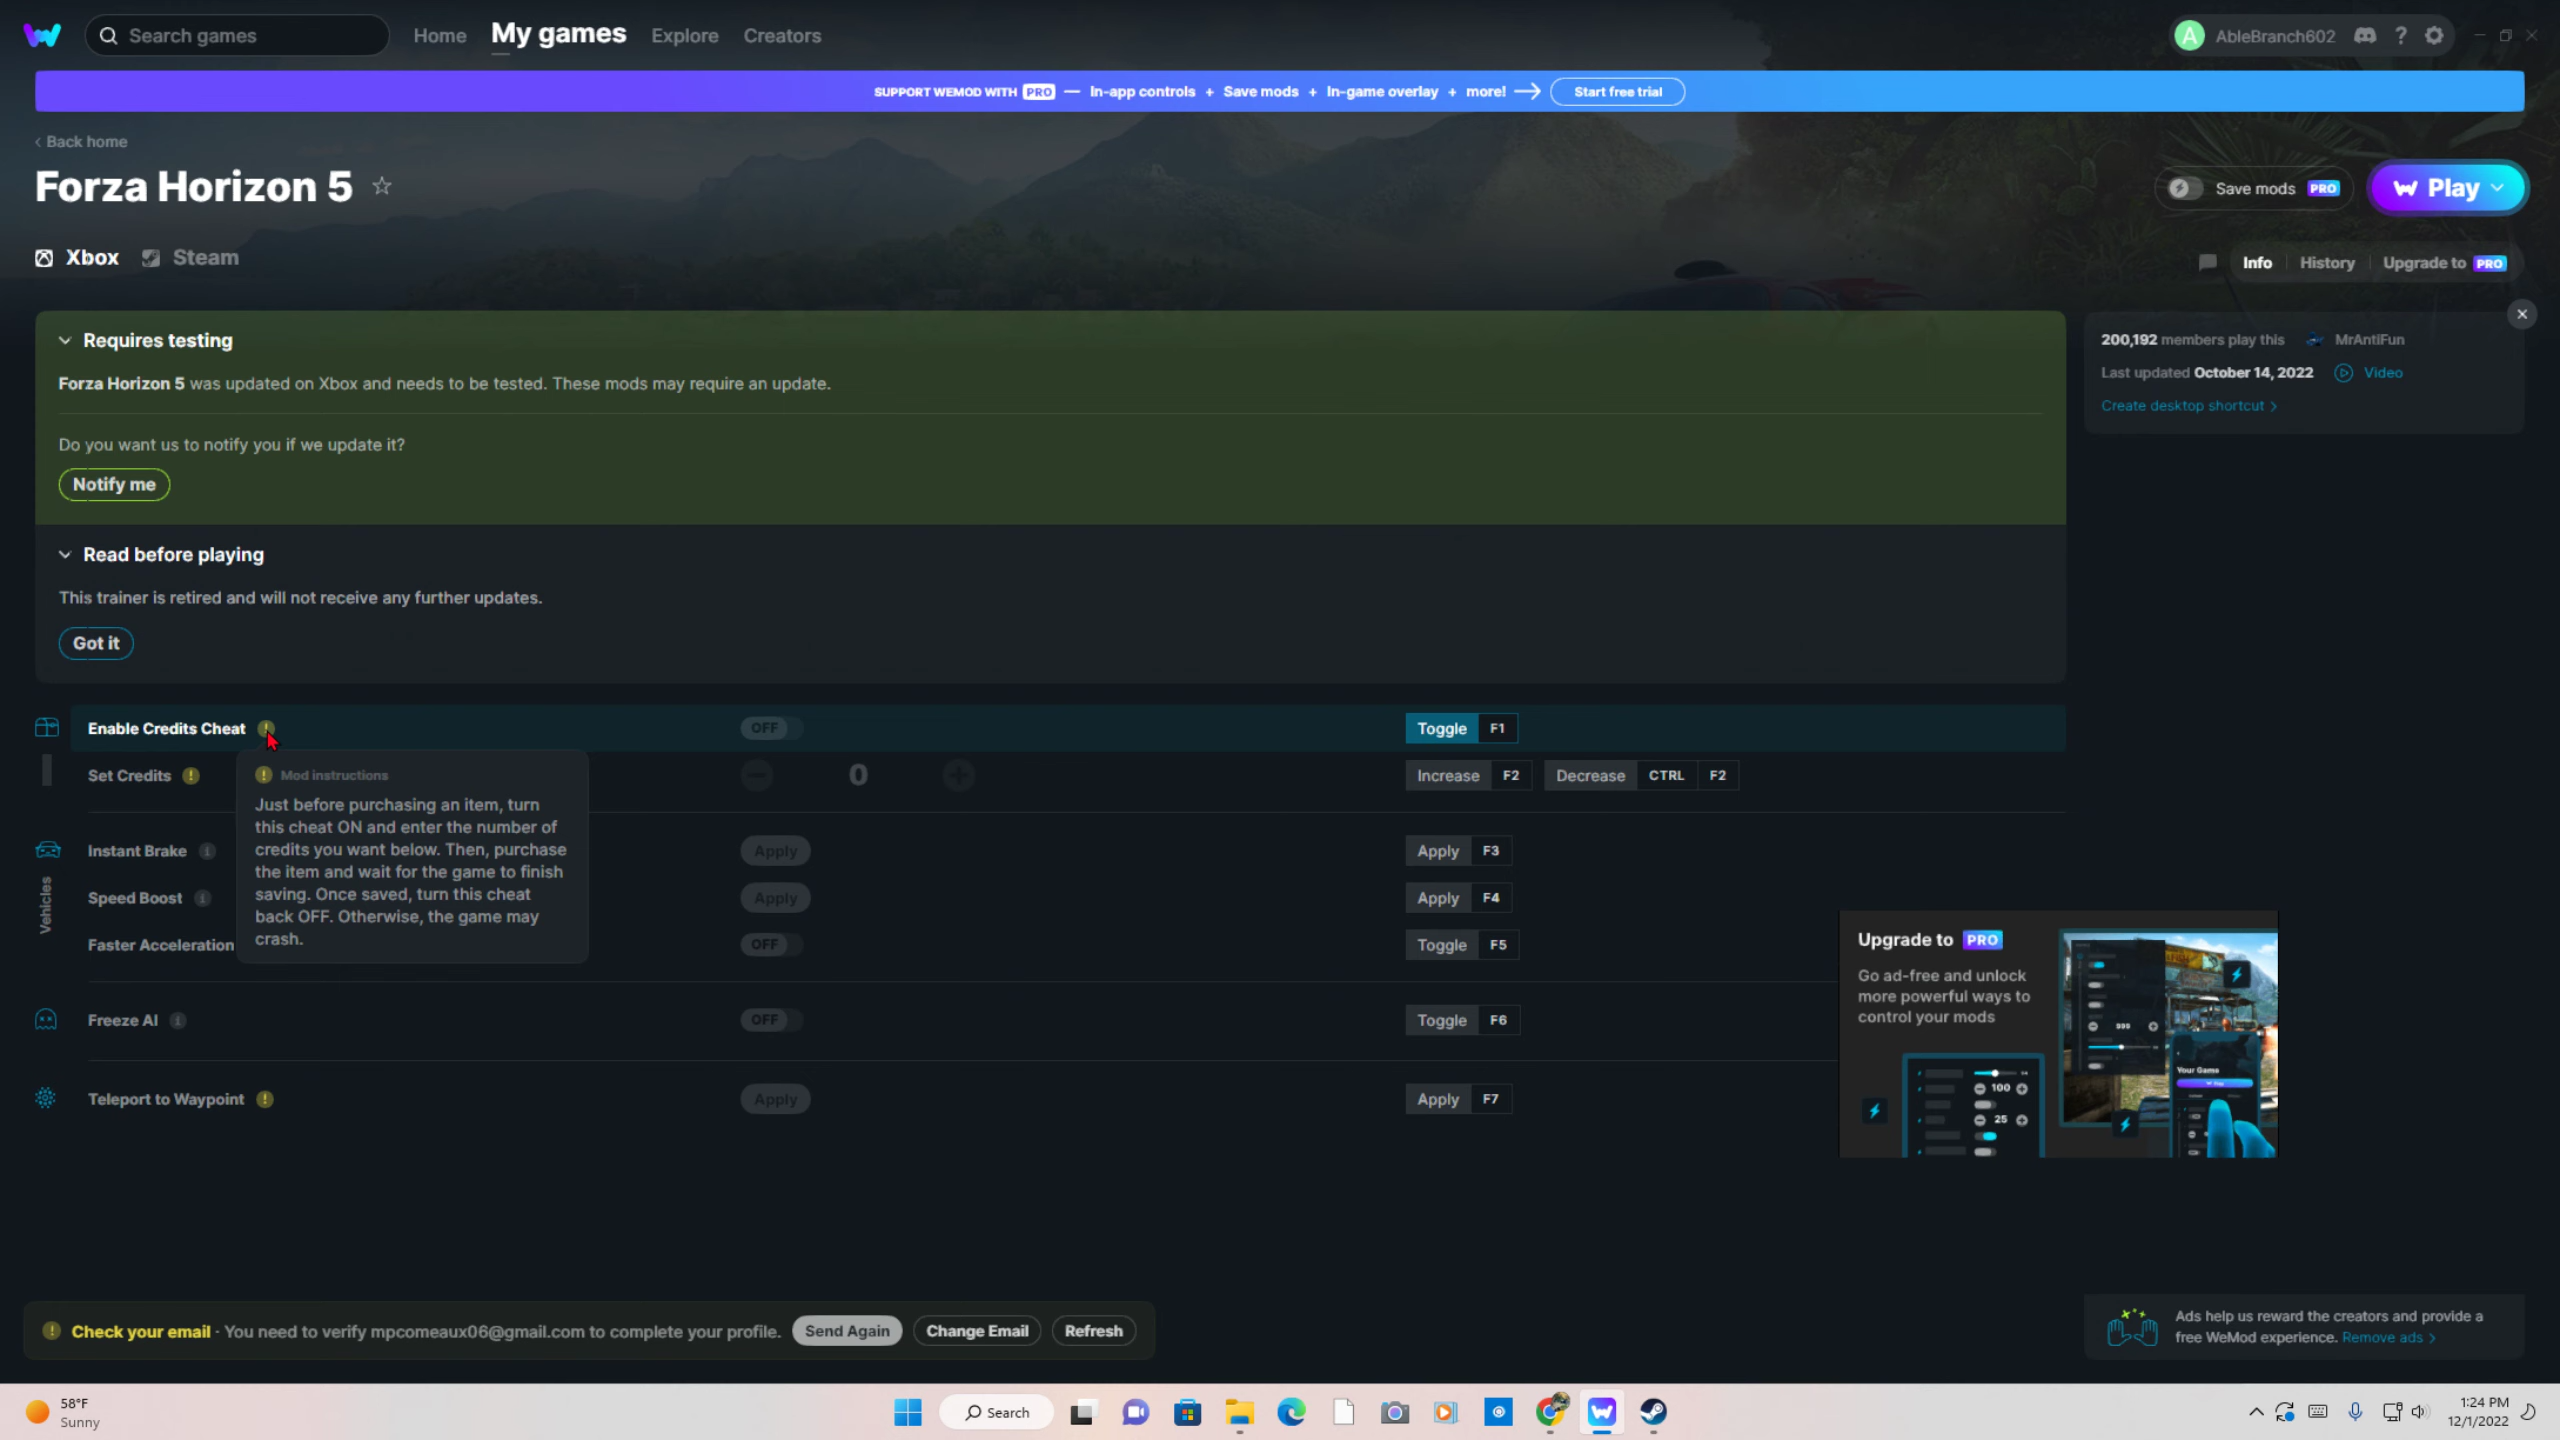 Search games
Home
My games
Explore
Creators
A
AbleBranch602
?
SUPPORT WEMOD WITH PRO — In-app controls + Save mods + In-game overlay + more! → Start free trial
< Back home
Forza Horizon 5
Save mods PRO
Play
Xbox
Steam
Info
History
Upgrade to PRO
Requires testing
Forza Horizon 5 was updated on Xbox and needs to be tested. These mods may require an update.
Do you want us to notify you if we update it?
Notify me
200,192 members play this
MrAntiFun
Last updated October 14, 2022
Video
Create desktop shortcut >
Read before playing
This trainer is retired and will not receive any further updates.
Got it
Enable Credits Cheat
OFF
Toggle F1
Set Credits
0
Increase F2
Decrease CTRL F2
Mod instructions
Just before purchasing an item, turn
this cheat ON and enter the number of
credits you want below. Then, purchase
the item and wait for the game to finish
saving. Once saved, turn this cheat
back OFF. Otherwise, the game may
crash.
Vehicles
Instant Brake
Apply
Apply F3
Speed Boost
Apply
Apply F4
Faster Acceleration
OFF
Toggle F5
Freeze AI
OFF
Toggle F6
Teleport to Waypoint
Apply
Apply F7
Upgrade to PRO
Go ad-free and unlock
more powerful ways to
control your mods
100
25
999
Your Game
Check your email · You need to verify mpcomeaux06@gmail.com to complete your profile.
Send Again
Change Email
Refresh
Ads help us reward the creators and provide a
free WeMod experience. Remove ads >
58°F
Sunny
Search
1:24 PM
12/1/2022